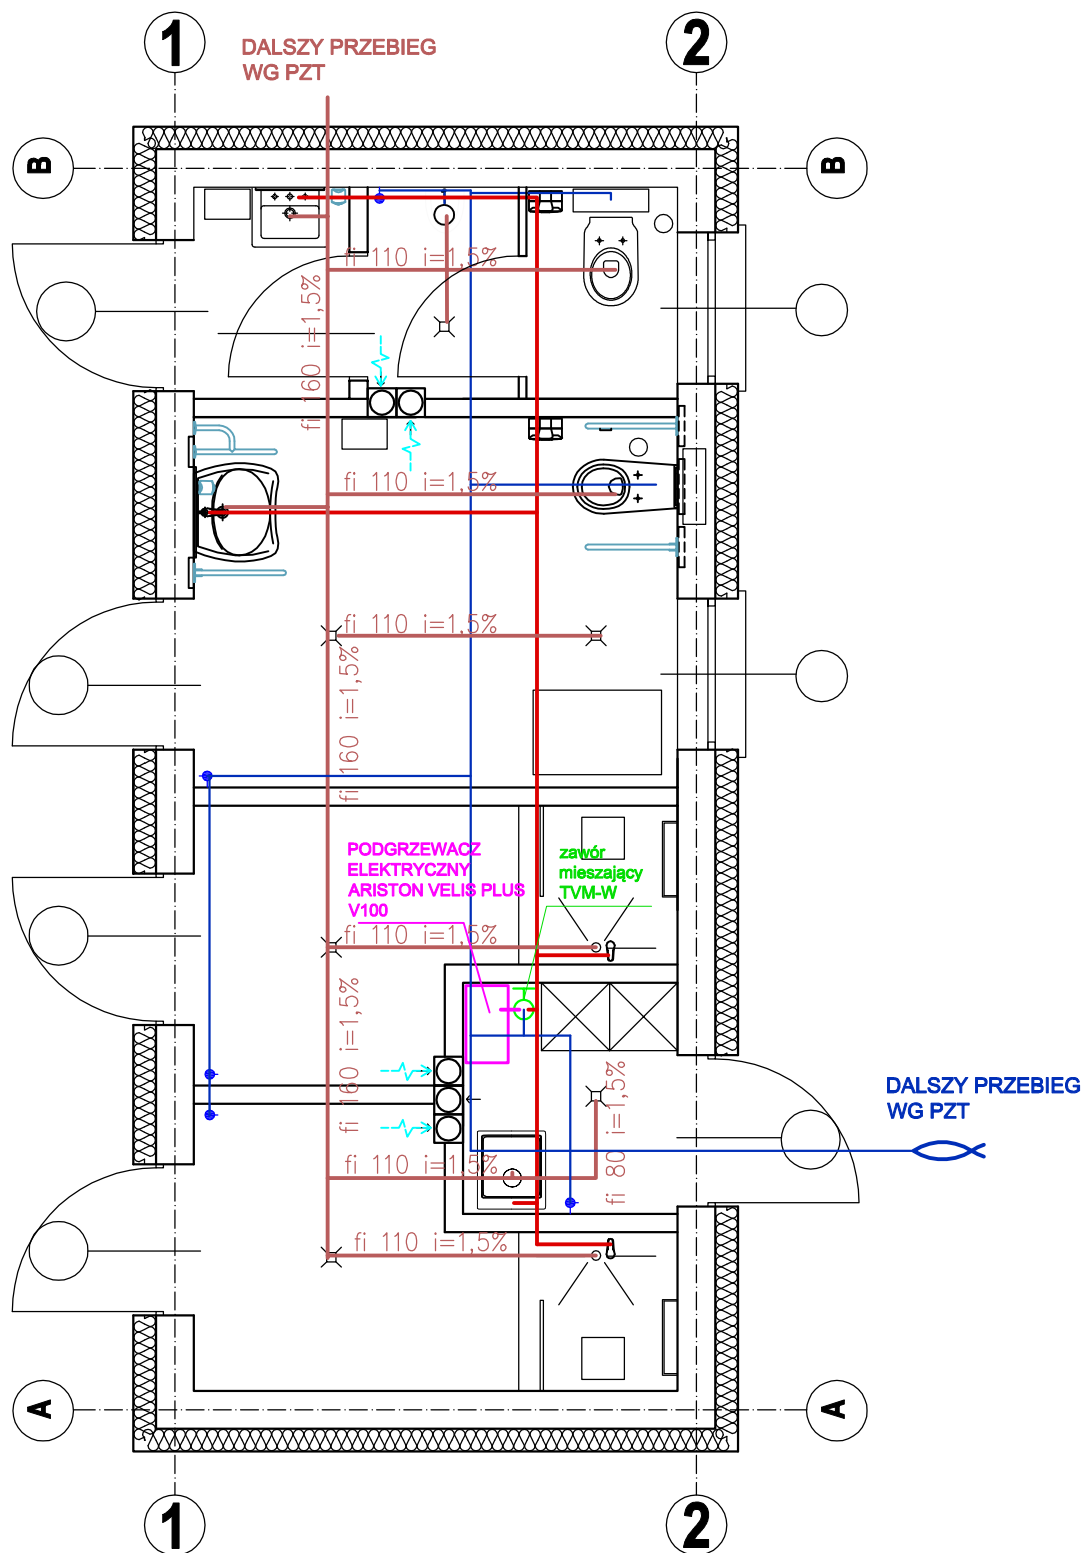 1
2
DALSZY PRZEBIEG
WG PZT
B
B
fi 110 i=1,5%
fi 160 i=1,5%
fi 110 i=1,5%
fi 110 i=1,5%
fi 160 i=1,5%
PODGRZEWACZ
ELEKTRYCZNY
ARISTON VELIS PLUS
V100
zawór
mieszający
TVM-W
fi 110 i=1,5%
fi 160 i=1,5%
fi 80 i=1,5%
DALSZY PRZEBIEG
WG PZT
fi 110 i=1,5%
fi 110 i=1,5%
A
A
1
2